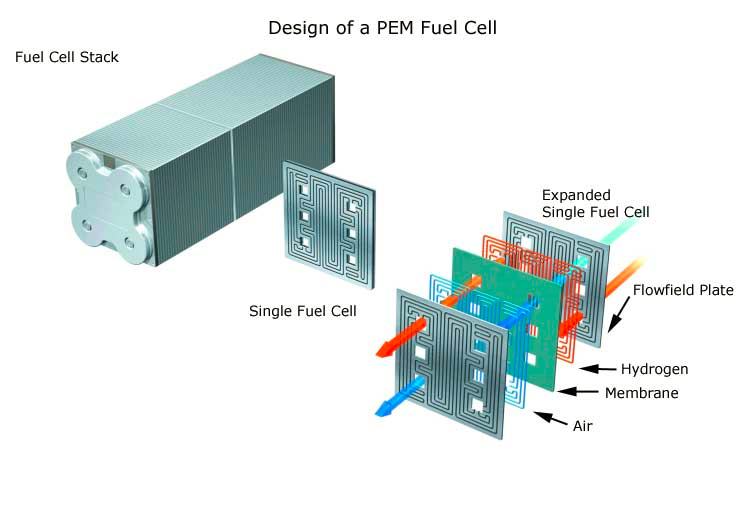 Design of a PEM Fuel Cell
Fuel Cell Stack
Expanded
Single Fuel Cell
Flowfield Plate
Single Fuel Cell
Hydrogen
Membrane
Air